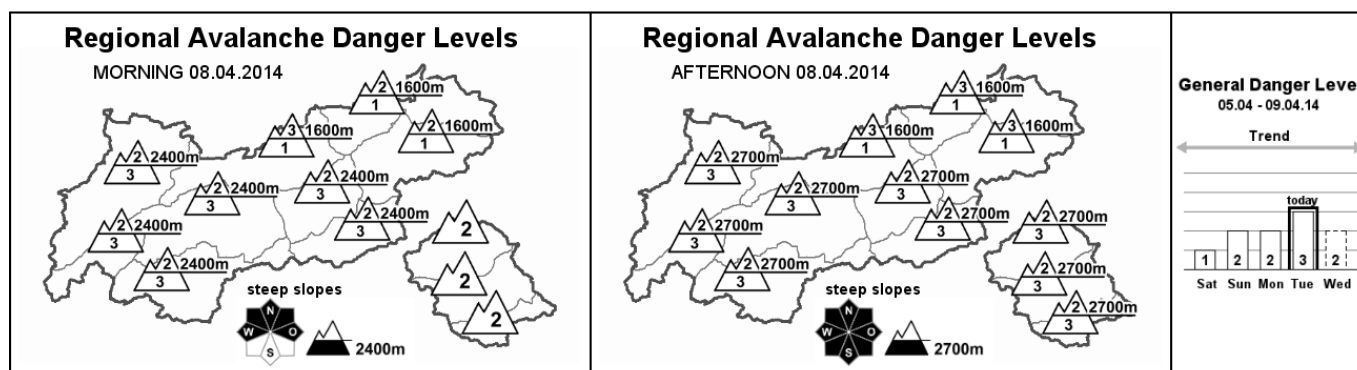 Regional Avalanche Danger Levels
MORNING 08.04.2014
2 1600m
1
3 1600m
1
2 1600m
1
2 2400m
3
2 2400m
3
2 2400m
3
2 2400m
3
2 2400m
3
2 2400m
3
2
2
2
steep slopes
N
W O
S
2400m
Regional Avalanche Danger Levels
AFTERNOON 08.04.2014
3 1600m
1
3 1600m
1
3 1600m
1
2 2700m
3
2 2700m
3
2 2700m
3
2 2700m
3
2 2700m
3
2 2700m
3
2 2700m
3
2 2700m
3
2 2700m
3
steep slopes
N
W O
S
2700m
General Danger Leve
05.04 - 09.04.14
Trend
today
1 2 2 3 2
Sat Sun Mon Tue Wed